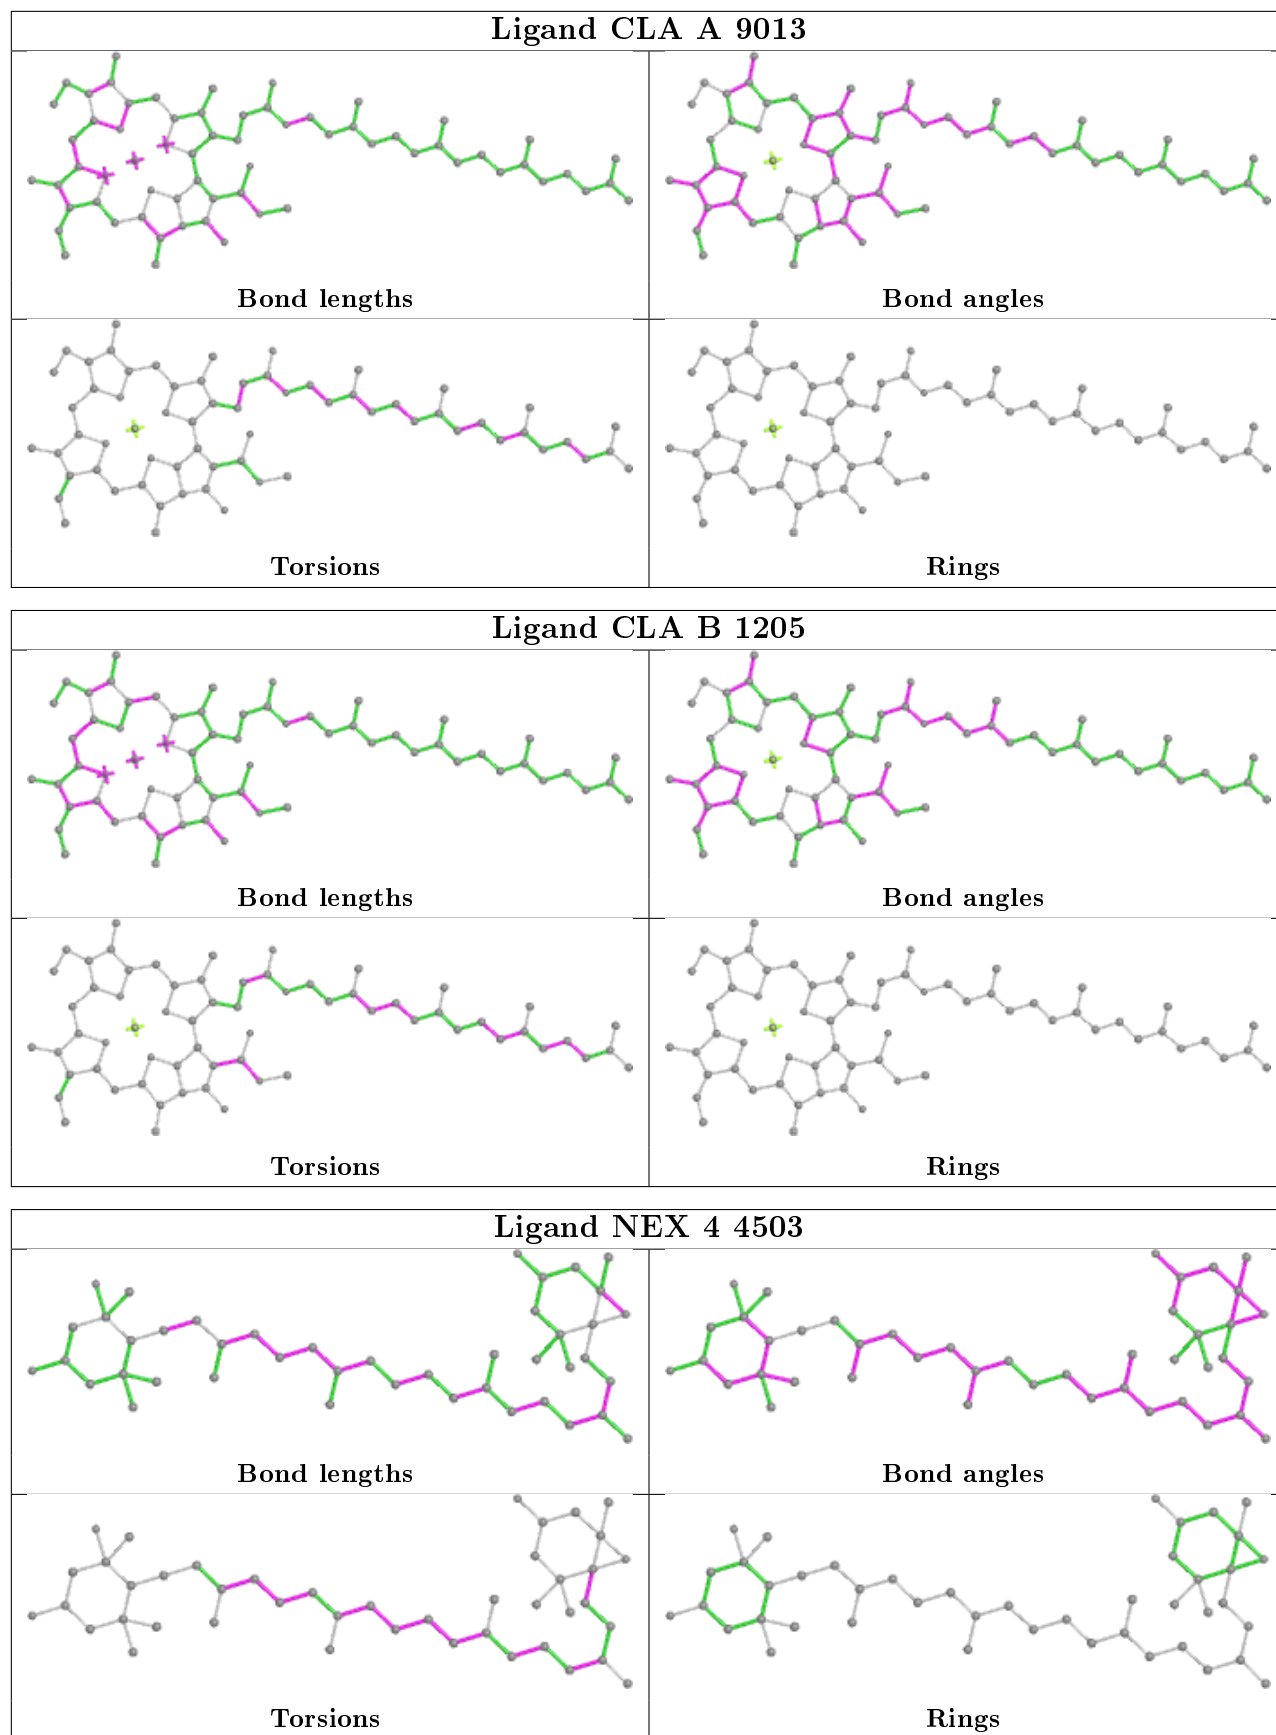 Ligand CLA A 9013
Bond lengths
Bond angles
Torsions
Rings
Ligand CLA B 1205
Bond lengths
Bond angles
Torsions
Rings
Ligand NEX 4 4503
Bond lengths
Bond angles
Torsions
Rings